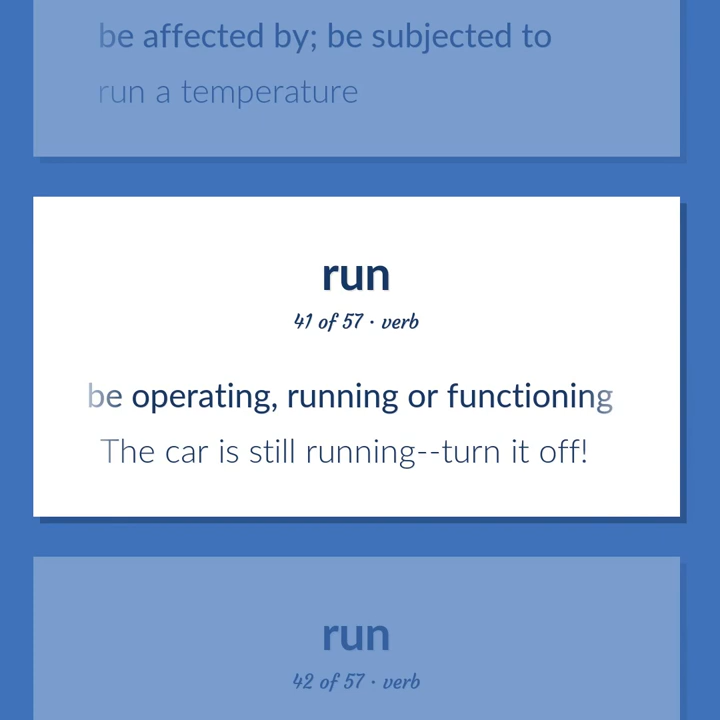 be affected by; be subjected to
run a temperature
run
41 of 57 · verb
be operating, running or functioning
The car is still running--turn it off!
run
42 of 57 · verb